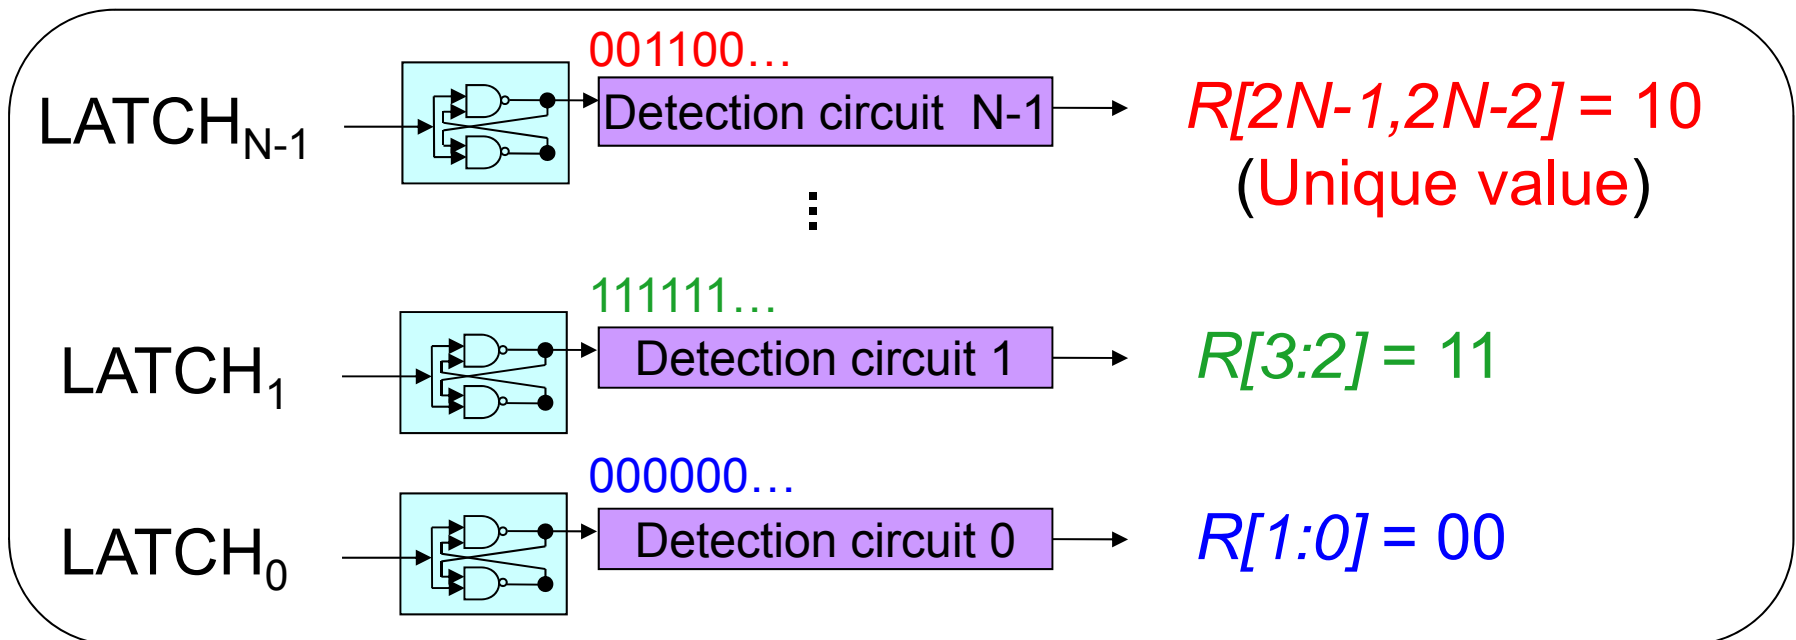 001100…
LATCH_N-1
Detection circuit N-1
R[2N-1,2N-2] = 10
(Unique value)
⋮
111111…
LATCH_1
Detection circuit 1
R[3:2] = 11
000000…
LATCH_0
Detection circuit 0
R[1:0] = 00